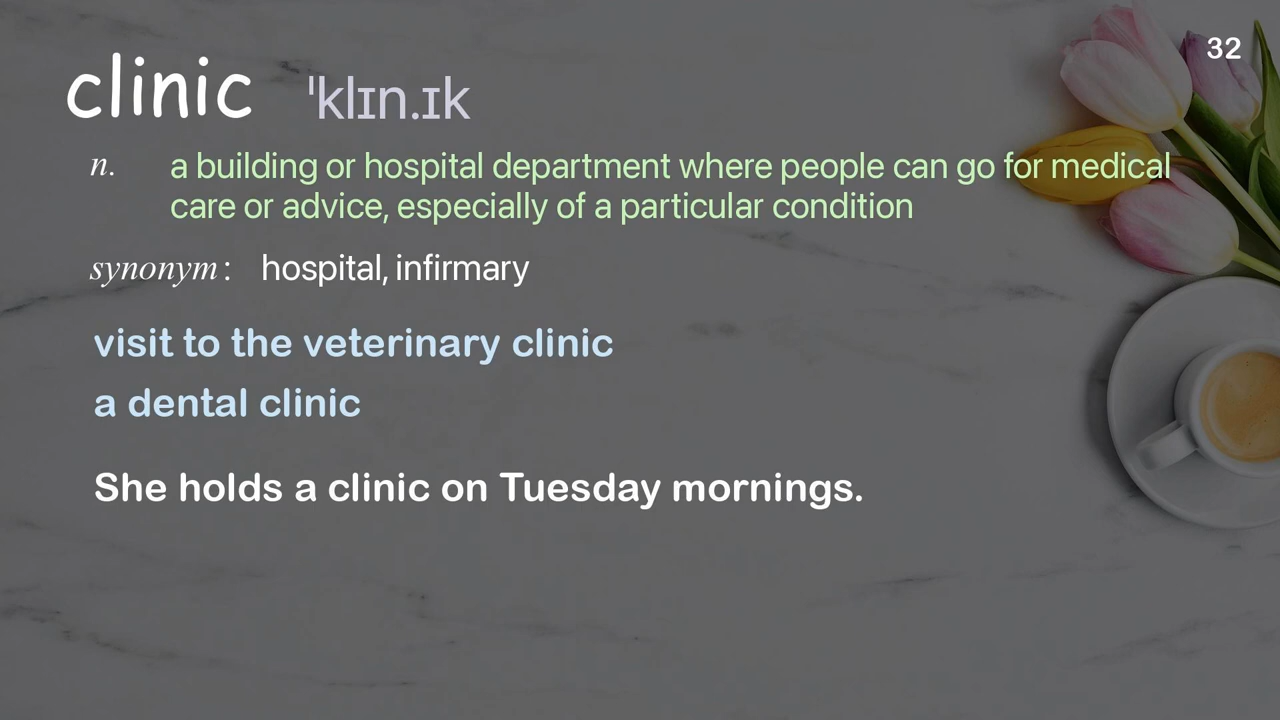 32
clinic ˈklɪn.ɪk
n. a building or hospital department where people can go for medical
care or advice, especially of a particular condition
synonym: hospital, infirmary
visit to the veterinary clinic
a dental clinic
She holds a clinic on Tuesday mornings.